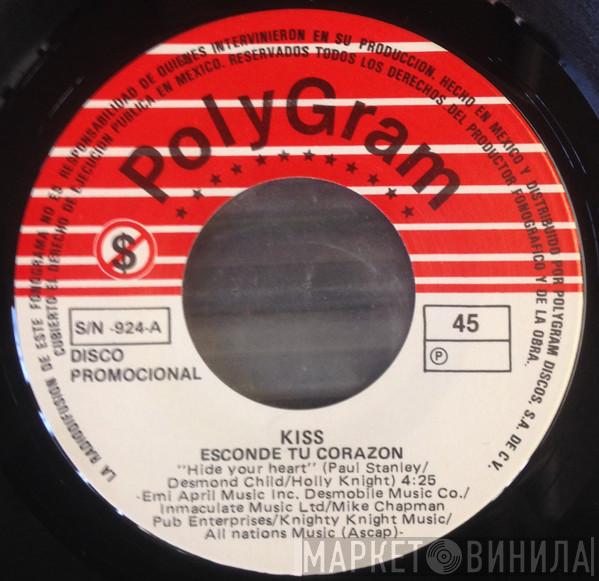 LA RADIODIFUSION DE ESTE FONOGRAMA NO ES RESPONSABILIDAD DE QUIENES INTERVINIERON EN SU PRODUCCION. HECHO EN MEXICO Y DISTRIBUIDO POR POLYGRAM DISCOS, S.A. DE C.V.
CUBIERTO EL DERECHO DE EJECUCION PUBLICA EN MEXICO. RESERVADOS TODOS LOS DERECHOS DEL PRODUCTOR FONOGRAFICO Y DE LA OBRA..
PolyGram
$
S/N -924-A
45
DISCO
PROMOCIONAL
P
KISS
ESCONDE TU CORAZON
"Hide your heart" (Paul Stanley/
Desmond Child/Holly Knight) 4:25
-Emi April Music Inc. Desmobile Music Co./
Inmaculate Music Ltd/Mike Chapman
Pub Enterprises/Knighty Knight Music/
All nations Music (Ascap)-
МАРКЕТ ВИНИЛА